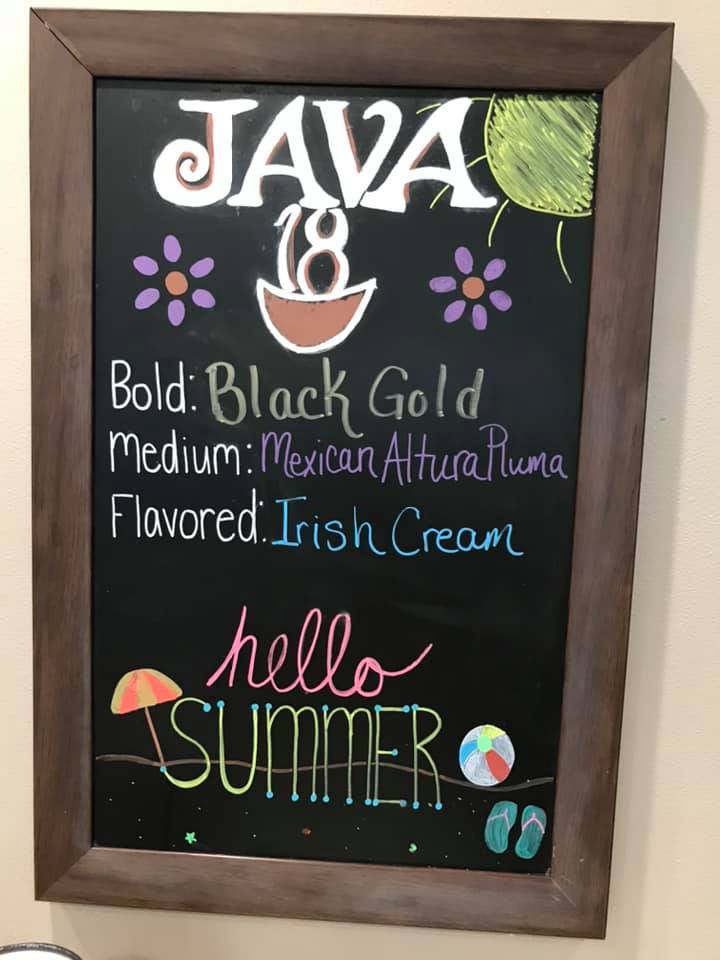 JAVA
18
Bold: Black Gold
Medium: Mexican Altura Pluma
Flavored: Irish Cream
hello
SUMMER